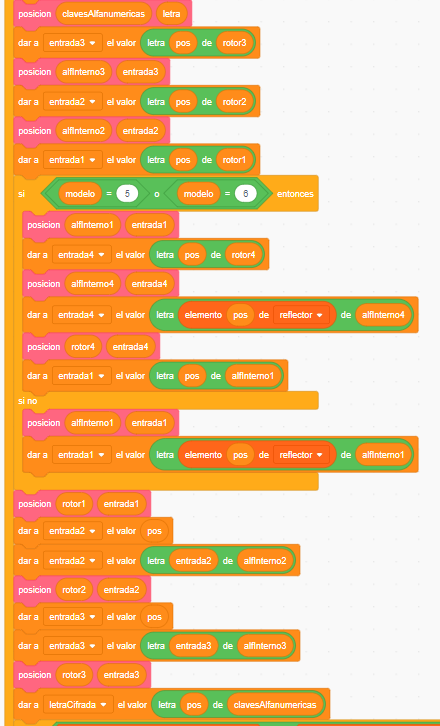 posicion clavesAlfanumericas letra
dar a entrada3 el valor letra pos de rotor3
posicion alfInterno3 entrada3
dar a entrada2 el valor letra pos de rotor2
posicion alfInterno2 entrada2
dar a entrada1 el valor letra pos de rotor1
si modelo = 5 o modelo = 6 entonces
posicion alfInterno1 entrada1
dar a entrada4 el valor letra pos de rotor4
posicion alfInterno4 entrada4
dar a entrada4 el valor letra elemento pos de reflector de alfInterno4
posicion rotor4 entrada4
dar a entrada1 el valor letra pos de alfInterno1
si no
posicion alfInterno1 entrada1
dar a entrada1 el valor letra elemento pos de reflector de alfInterno1
posicion rotor1 entrada1
dar a entrada2 el valor pos
dar a entrada2 el valor letra entrada2 de alfInterno2
posicion rotor2 entrada2
dar a entrada3 el valor pos
dar a entrada3 el valor letra entrada3 de alfInterno3
posicion rotor3 entrada3
dar a letraCifrada el valor letra pos de clavesAlfanumericas